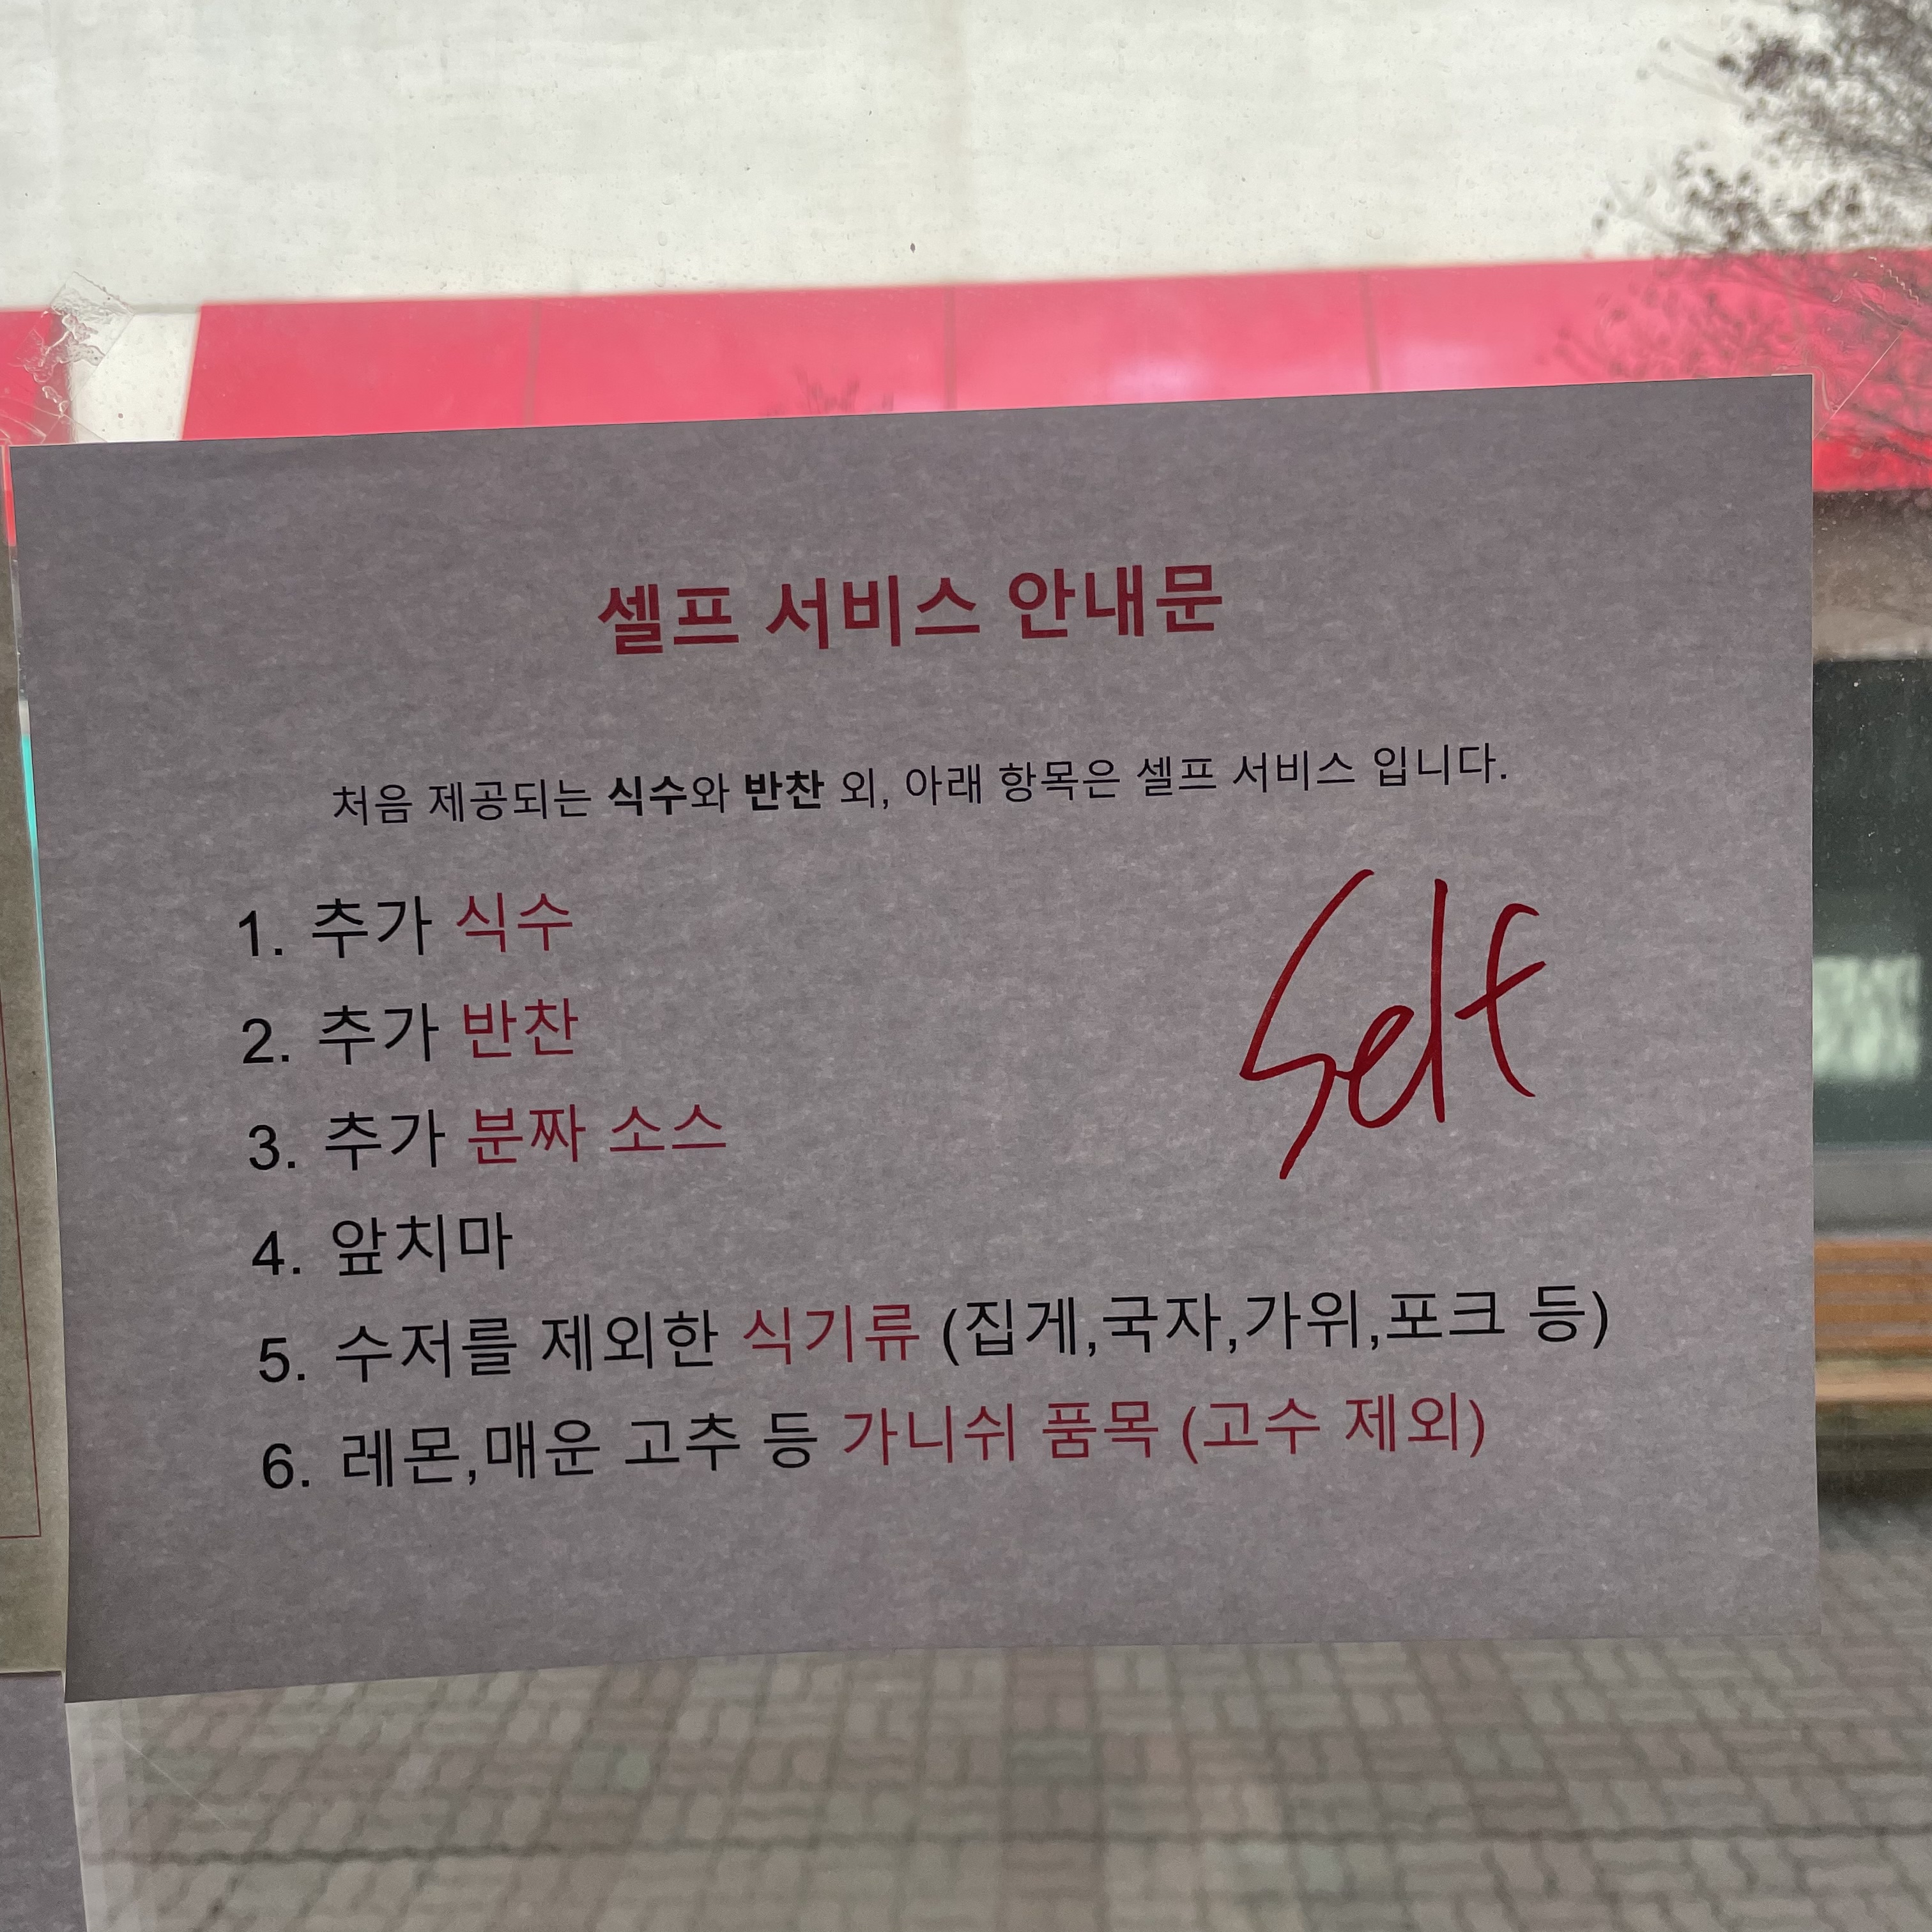 셀프 서비스 안내문
처음 제공되는 식수와 반찬 외, 아래 항목은 셀프 서비스 입니다.
1. 추가 식수
2. 추가 반찬
3. 추가 분짜 소스
4. 앞치마
5. 수저를 제외한 식기류 (집게,국자,가위,포크 등)
6. 레몬,매운 고추 등 가니쉬 품목 (고수 제외)
Self